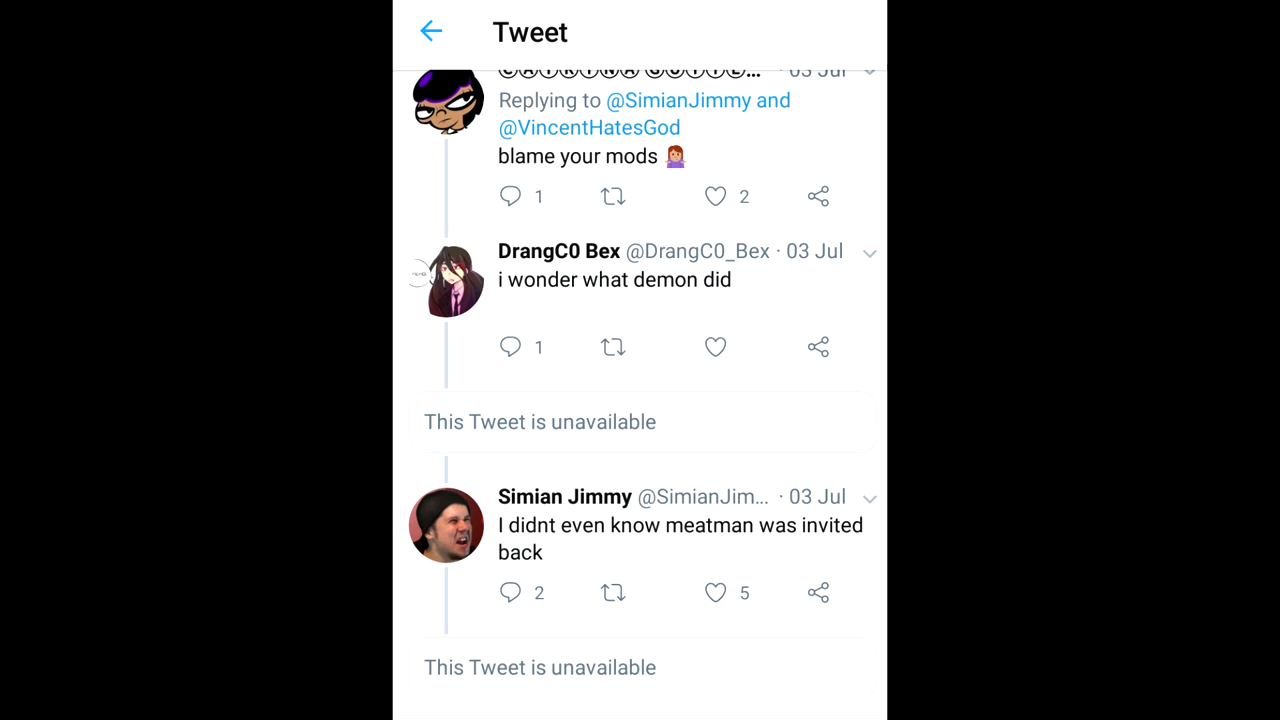 Tweet
· 03 Jul
Replying to @SimianJimmy and
@VincentHatesGod
blame your mods 🤷🏽‍♀️
1 2
DrangC0 Bex @DrangC0_Bex · 03 Jul
i wonder what demon did
1
This Tweet is unavailable
Simian Jimmy @SimianJim... · 03 Jul
I didnt even know meatman was invited
back
2 5
This Tweet is unavailable